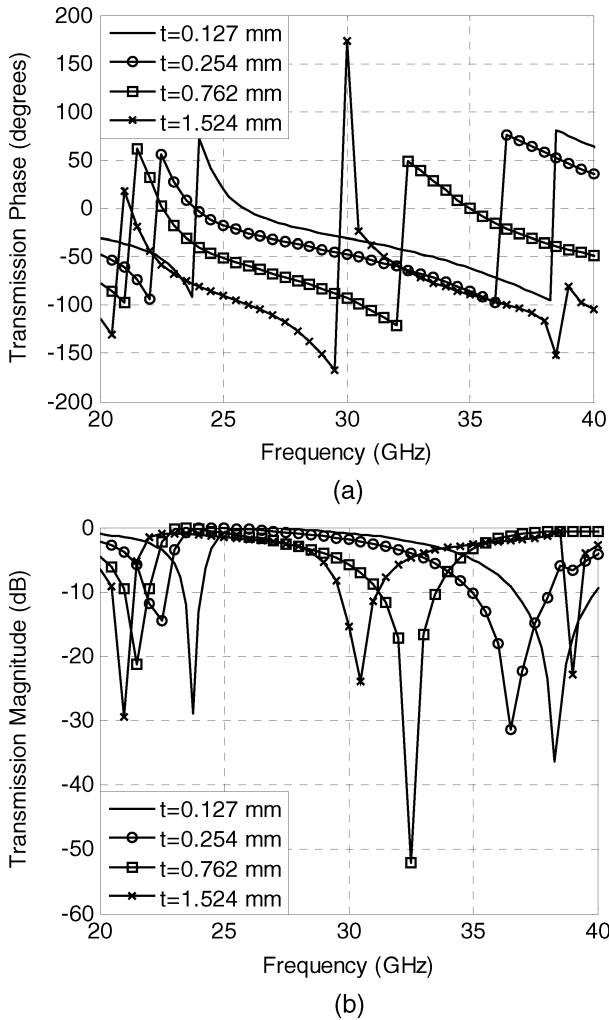 200
150
100
50
0
-50
-100
-150
-200
Transmission Phase (degrees)
t=0.127 mm
t=0.254 mm
t=0.762 mm
t=1.524 mm
20
25
30
35
40
Frequency (GHz)
(a)
0
-10
-20
-30
-40
-50
-60
Transmission Magnitude (dB)
t=0.127 mm
t=0.254 mm
t=0.762 mm
t=1.524 mm
20
25
30
35
40
Frequency (GHz)
(b)